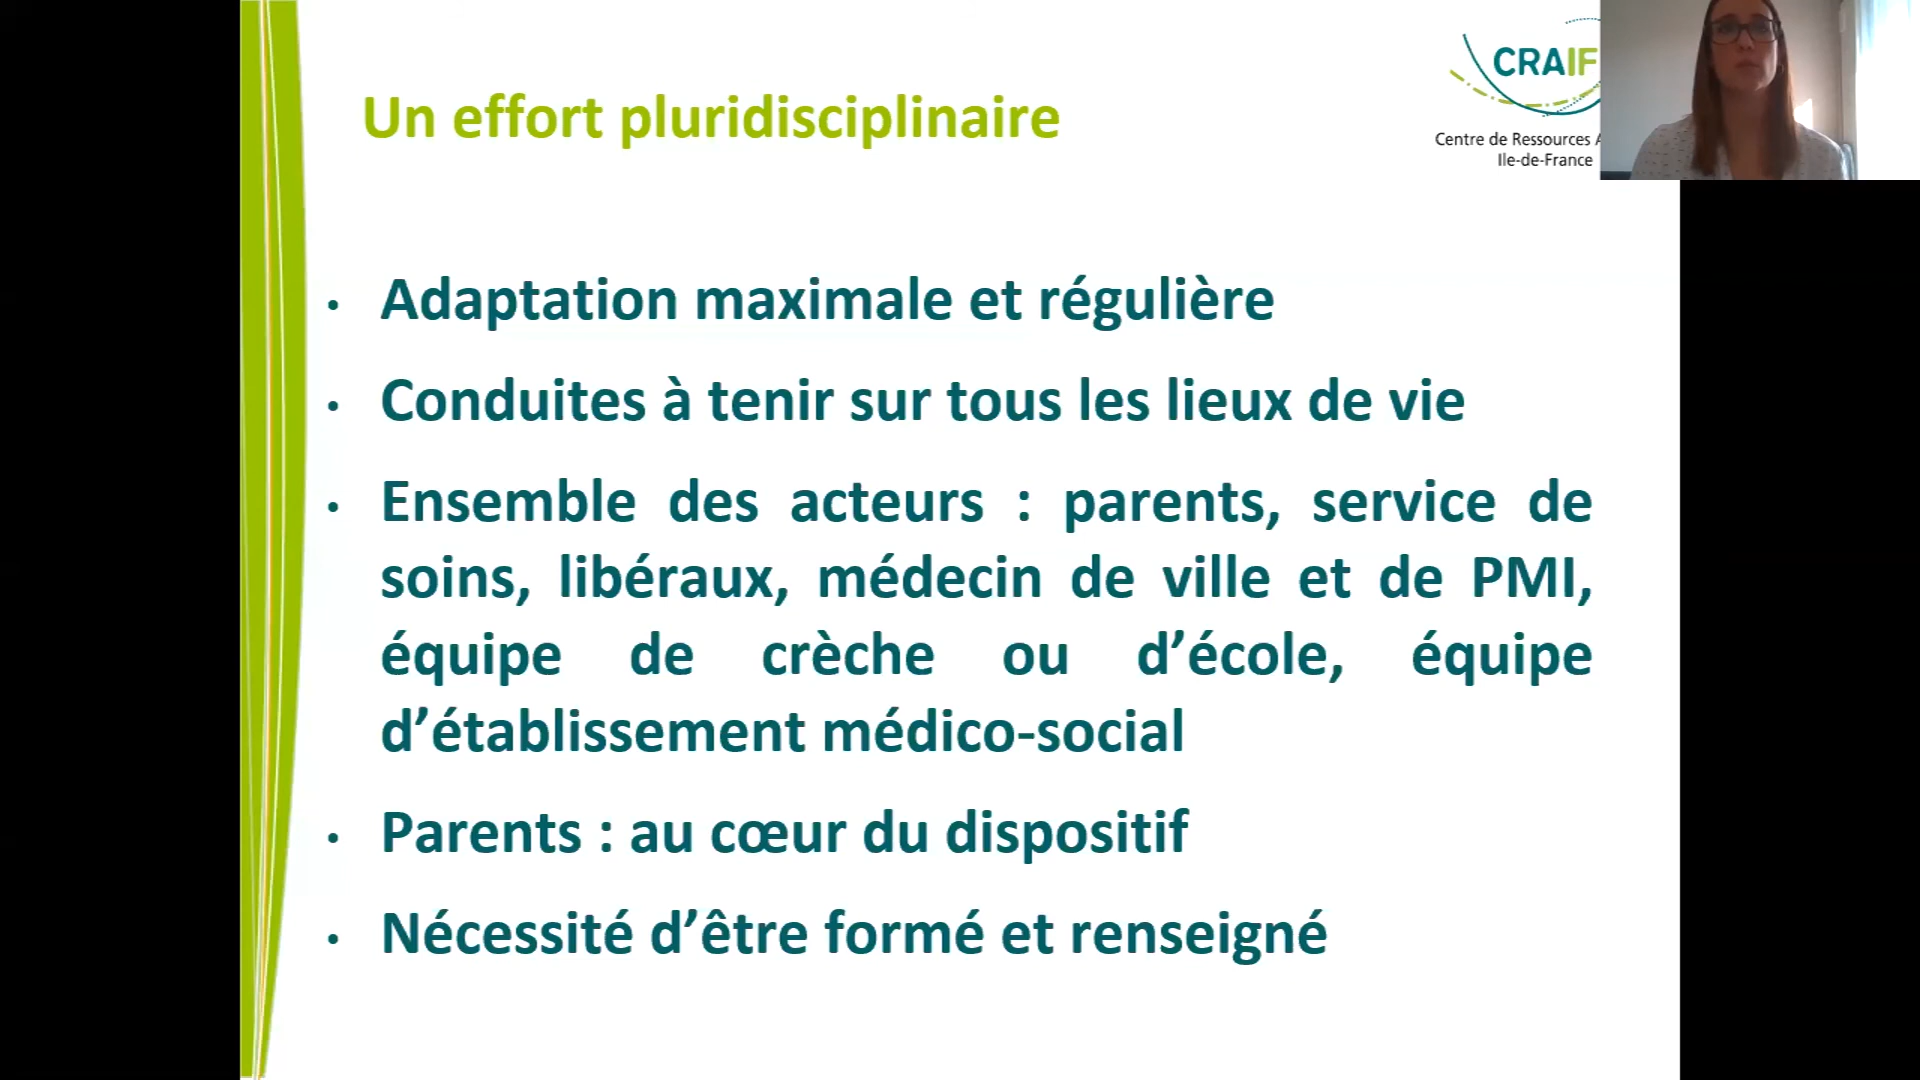 Un effort pluridisciplinaire
CRAIF
Centre de Ressources
Ile-de-France
• Adaptation maximale et régulière
• Conduites à tenir sur tous les lieux de vie
• Ensemble des acteurs : parents, service de
soins, libéraux, médecin de ville et de PMI,
équipe de crèche ou d’école, équipe
d’établissement médico-social
• Parents : au cœur du dispositif
• Nécessité d’être formé et renseigné